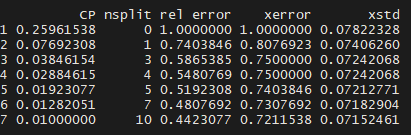 CP nsplit rel error xerror xstd
1 0.25961538 0 1.0000000 1.0000000 0.07822328
2 0.07692308 1 0.7403846 0.8076923 0.07406260
3 0.03846154 3 0.5865385 0.7500000 0.07242068
4 0.02884615 4 0.5480769 0.7500000 0.07242068
5 0.01923077 5 0.5192308 0.7403846 0.07212771
6 0.01282051 7 0.4807692 0.7307692 0.07182904
7 0.01000000 10 0.4423077 0.7211538 0.07152461